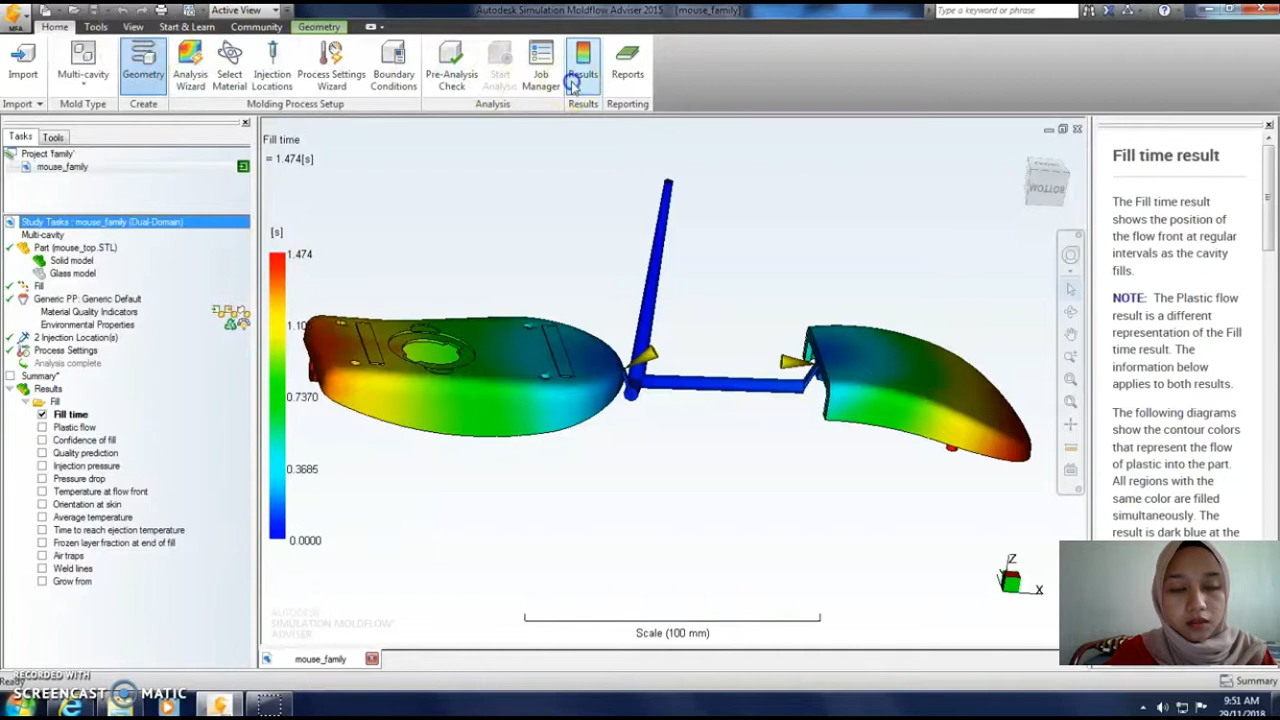 Active View
Autodesk Simulation Moldflow Adviser 2015 - [mouse_family]
Type a keyword or phrase
MFA
Home Tools View Start & Learn Community Geometry
Import Multi-cavity Geometry Analysis Wizard Select Material Injection Locations Process Settings Wizard Boundary Conditions Pre-Analysis Check Start Analysis Job Manager Results Reports
Import Mold Type Create Molding Process Setup Analysis Results Reporting
Tasks Tools
Project 'family'
mouse_family
Study Tasks : mouse_family (Dual-Domain)
Multi-cavity
Part (mouse_top.STL)
Solid model
Glass model
Fill
Generic PP: Generic Default
Material Quality Indicators
Environmental Properties
2 Injection Location(s)
Process Settings
Analysis complete
Summary*
Results
Fill
Fill time
Plastic flow
Confidence of fill
Quality prediction
Injection pressure
Pressure drop
Temperature at flow front
Orientation at skin
Average temperature
Time to reach ejection temperature
Frozen layer fraction at end of fill
Air traps
Weld lines
Grow from
Fill time
= 1.474[s]
[s]
1.474
0.7370
0.3685
0.0000
BOTTOM
Z
X
AUTODESK
SIMULATION MOLDFLOW
ADVISER
Scale (100 mm)
mouse_family
Fill time result
The Fill time result
shows the position of
the flow front at regular
intervals as the cavity
fills.
NOTE: The Plastic flow
result is a different
representation of the Fill
time result. The
information below
applies to both results.
The following diagrams
show the contour colors
that represent the flow
of plastic into the part.
All regions with the
same color are filled
simultaneously. The
result is dark blue at the
Ready
Summary
RECORDED WITH
SCREENCAST MATIC
9:51 AM
29/11/2018